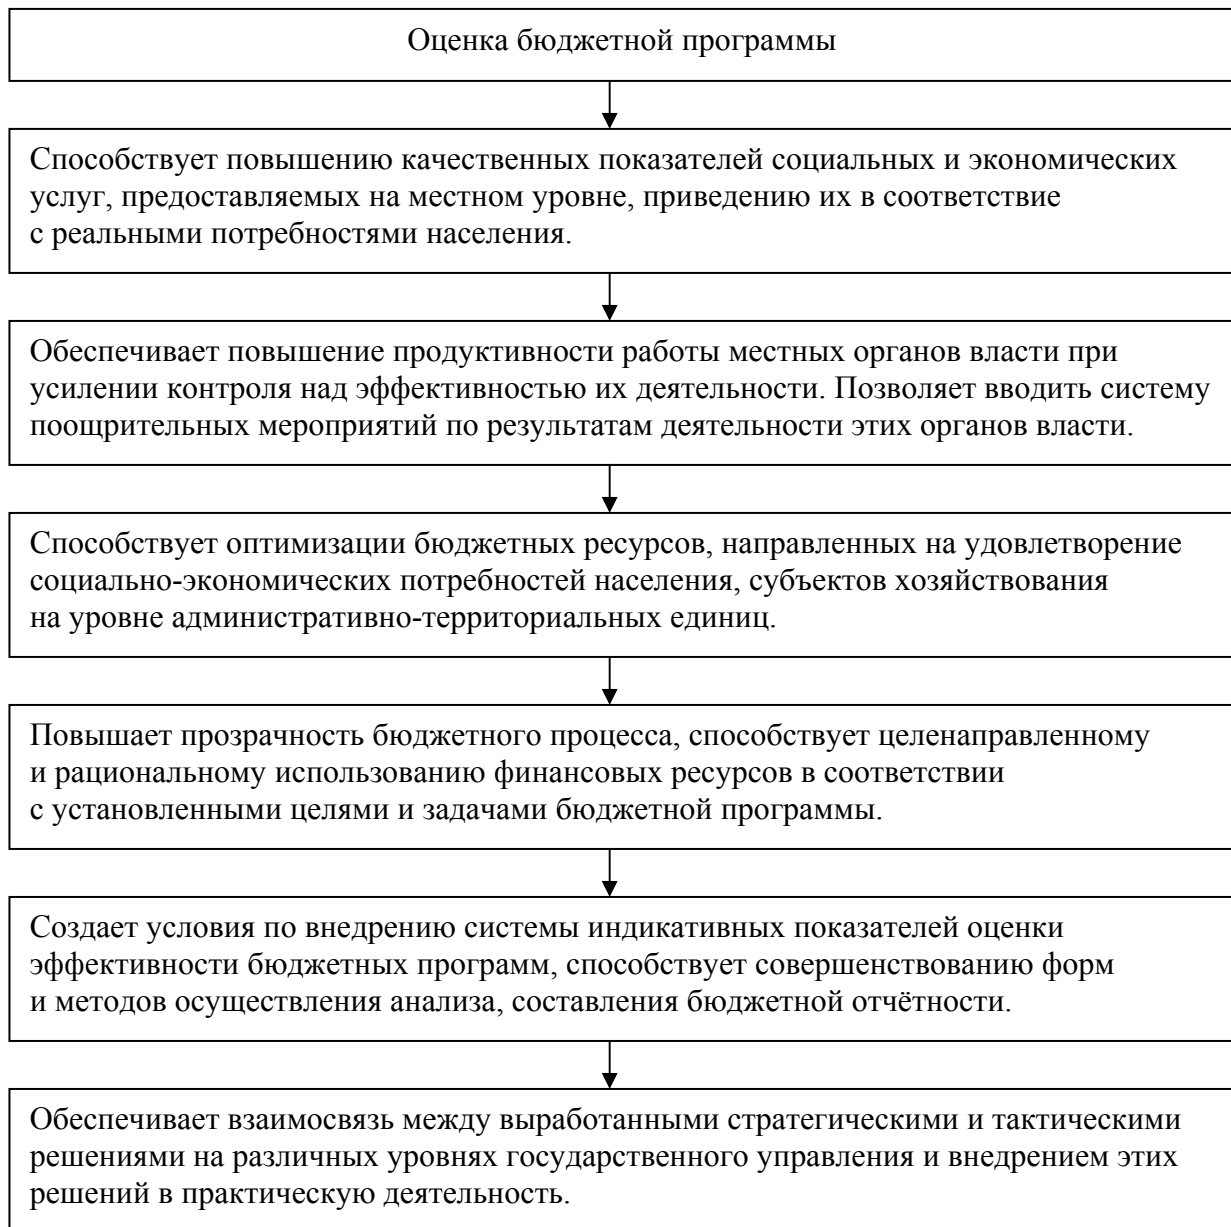 Оценка бюджетной программы
Способствует повышению качественных показателей социальных и экономических
услуг, предоставляемых на местном уровне, приведению их в соответствие
с реальными потребностями населения.
Обеспечивает повышение продуктивности работы местных органов власти при
усилении контроля над эффективностью их деятельности. Позволяет вводить систему
поощрительных мероприятий по результатам деятельности этих органов власти.
Способствует оптимизации бюджетных ресурсов, направленных на удовлетворение
социально-экономических потребностей населения, субъектов хозяйствования
на уровне административно-территориальных единиц.
Повышает прозрачность бюджетного процесса, способствует целенаправленному
и рациональному использованию финансовых ресурсов в соответствии
с установленными целями и задачами бюджетной программы.
Создает условия по внедрению системы индикативных показателей оценки
эффективности бюджетных программ, способствует совершенствованию форм
и методов осуществления анализа, составления бюджетной отчётности.
Обеспечивает взаимосвязь между выработанными стратегическими и тактическими
решениями на различных уровнях государственного управления и внедрением этих
решений в практическую деятельность.